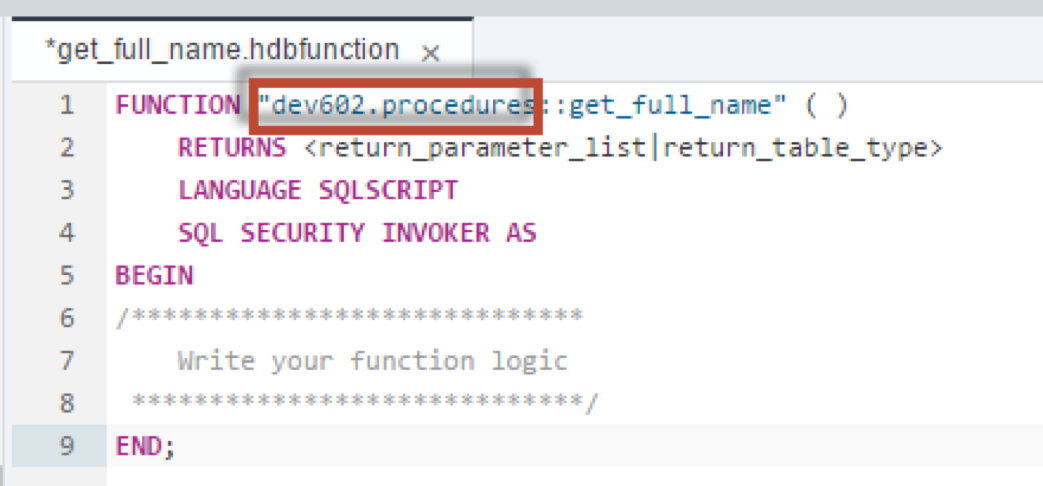 *get_full_name.hdbfunction ×
1 FUNCTION "dev602.procedures::get_full_name" ( )
2 RETURNS <return_parameter_list|return_table_type>
3 LANGUAGE SQLSCRIPT
4 SQL SECURITY INVOKER AS
5 BEGIN
6 /*****************************
7 Write your function logic
8 *****************************/
9 END;